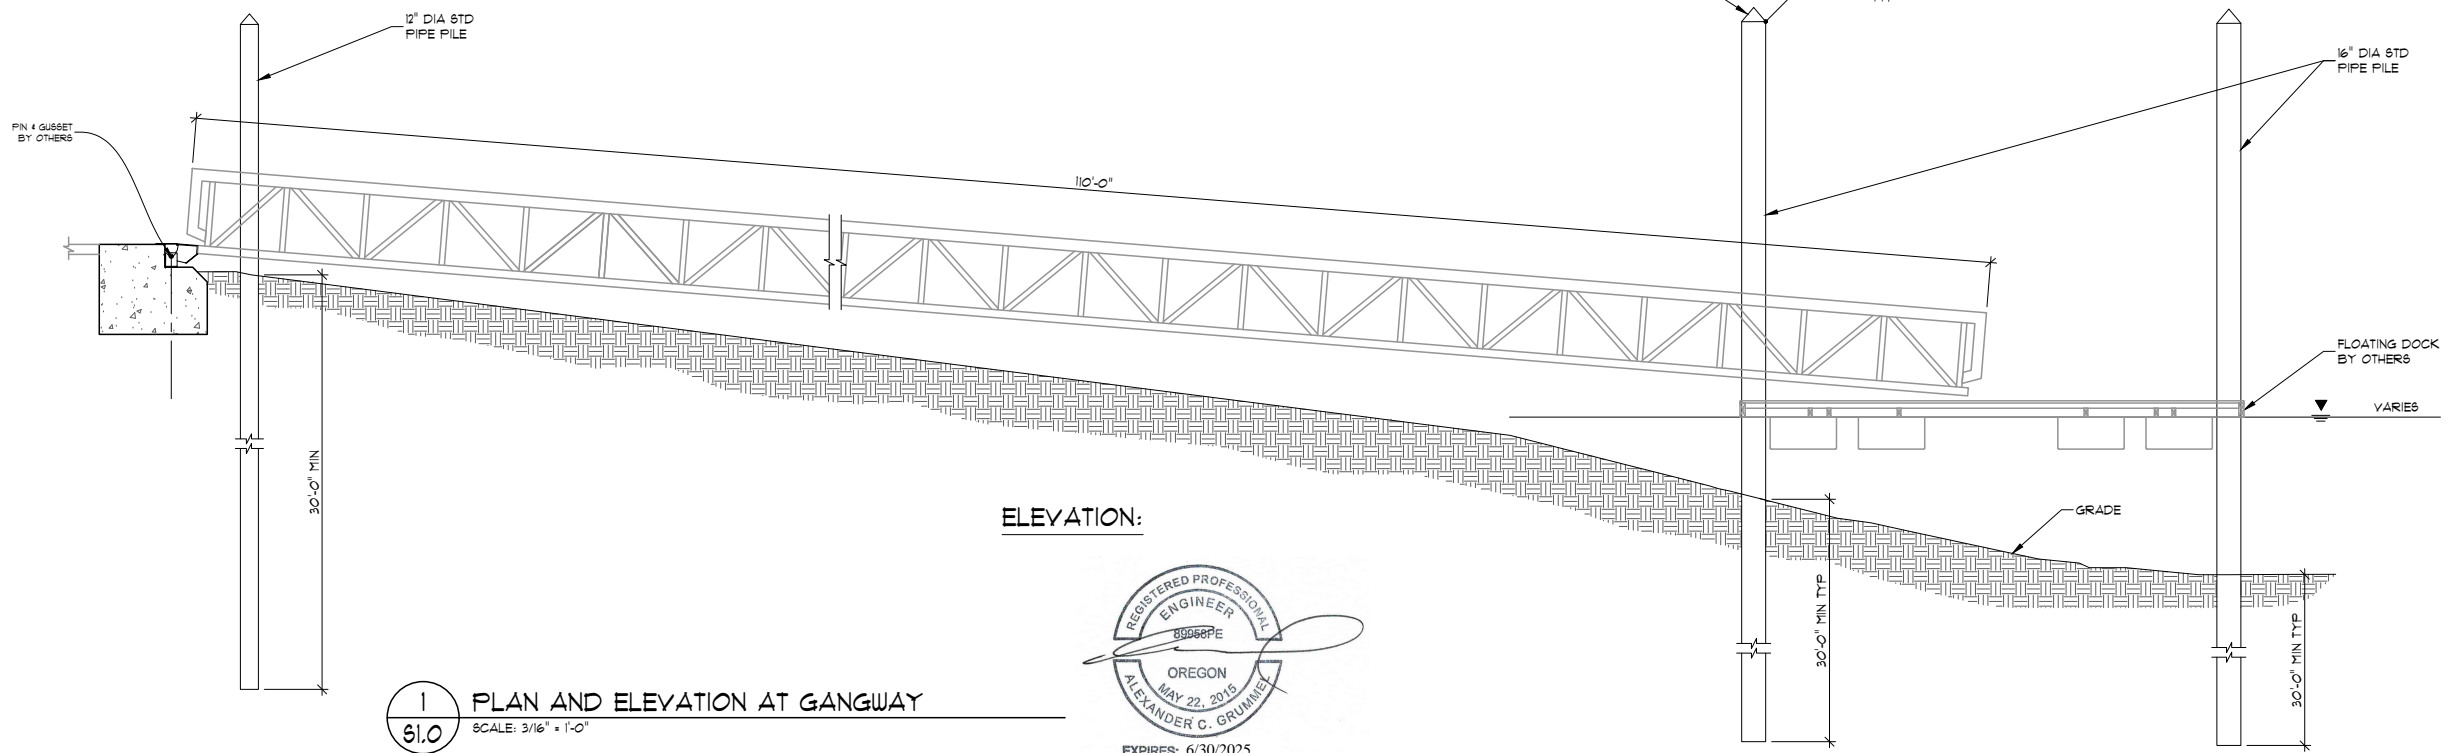 12" DIA STD
PIPE PILE
16" DIA STD
PIPE PILE
PIN & GUSSET
BY OTHERS
110'-0"
FLOATING DOCK
BY OTHERS
VARIES
30'-0" MIN
ELEVATION:
GRADE
30'-0" MIN TYP
30'-0" MIN TYP
REGISTERED PROFESSIONAL
ENGINEER
89958PE
OREGON
MAY 22, 2015
ALEXANDER C. GRUMMEL
EXPIRES: 6/30/2025
1
S1.0
PLAN AND ELEVATION AT GANGWAY
SCALE: 3/16" = 1'-0"